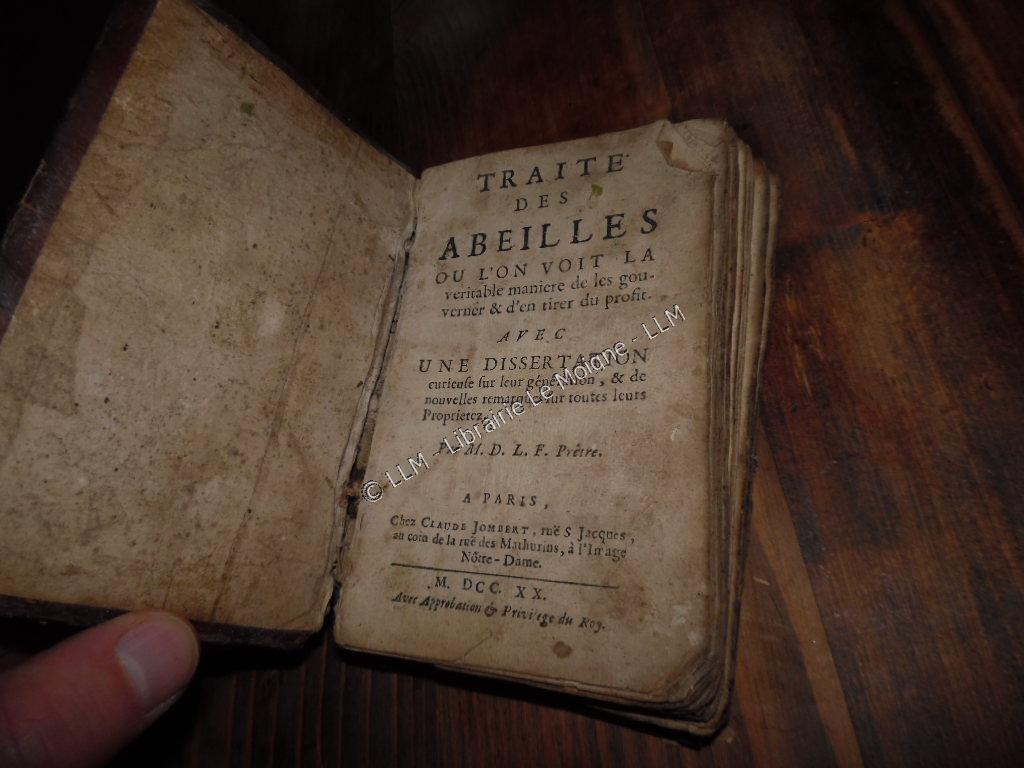 TRAITE
DES
ABEILLES
OU L'ON VOIT LA
veritable maniere de les gou-
verner & d'en tirer du profit.
AVEC
UNE DISSERTATION
curieuse sur leur génération, & de
nouvelles remarques sur toutes leurs
Proprietez.
Par M. D. L. F. Prêtre.
A PARIS,
Chez CLAUDE JOMBERT, ruë S Jacques,
au coin de la ruë des Mathurins, à l'Image
Nôtre-Dame.
M. DCC. XX.
Avec Approbation & Privilege du Roy.
© LLM - Librairie Le Moigne - LLM